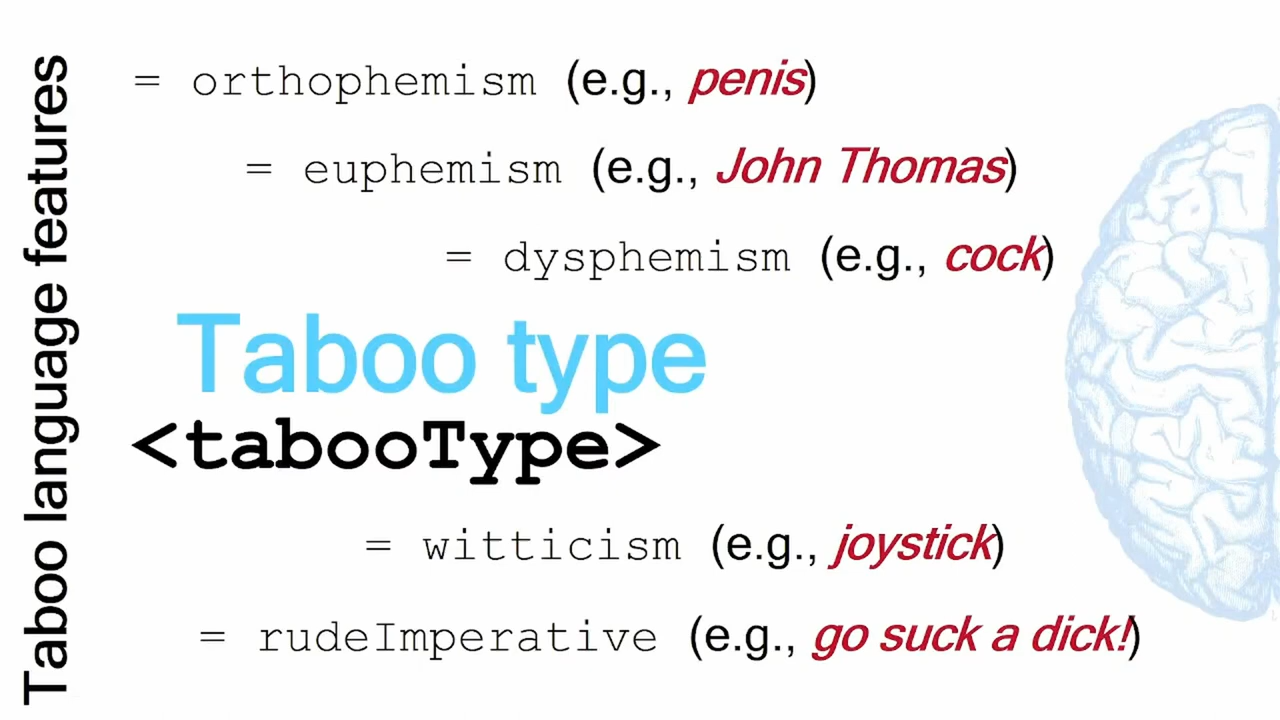 Taboo language features
= orthophemism (e.g., penis)
= euphemism (e.g., John Thomas)
= dysphemism (e.g., cock)
Taboo type
<tabooType>
= witticism (e.g., joystick)
= rudeImperative (e.g., go suck a dick!)